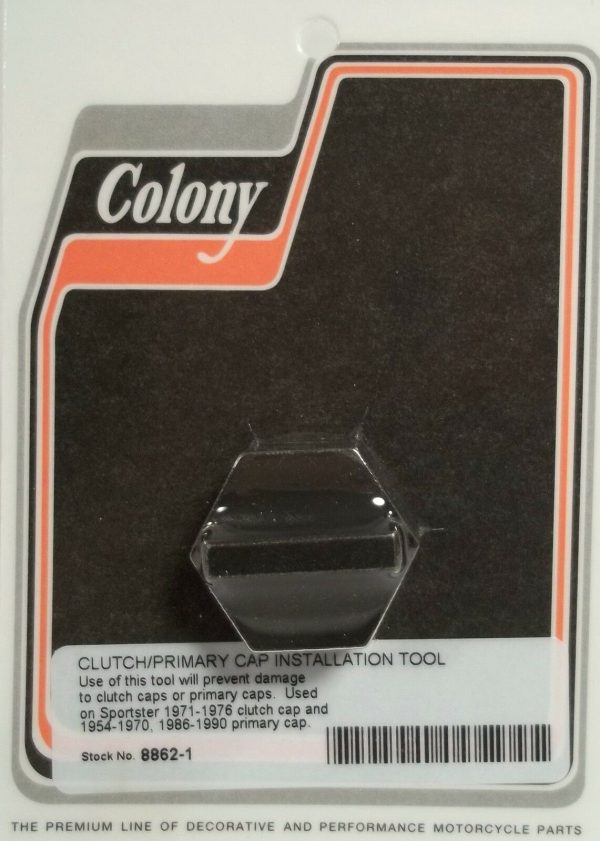 Colony
CLUTCH/PRIMARY CAP INSTALLATION TOOL
Use of this tool will prevent damage
to clutch caps or primary caps. Used
on Sportster 1971-1976 clutch cap and
1954-1970, 1986-1990 primary cap.
Stock No. 8862-1
THE PREMIUM LINE OF DECORATIVE AND PERFORMANCE MOTORCYCLE PARTS